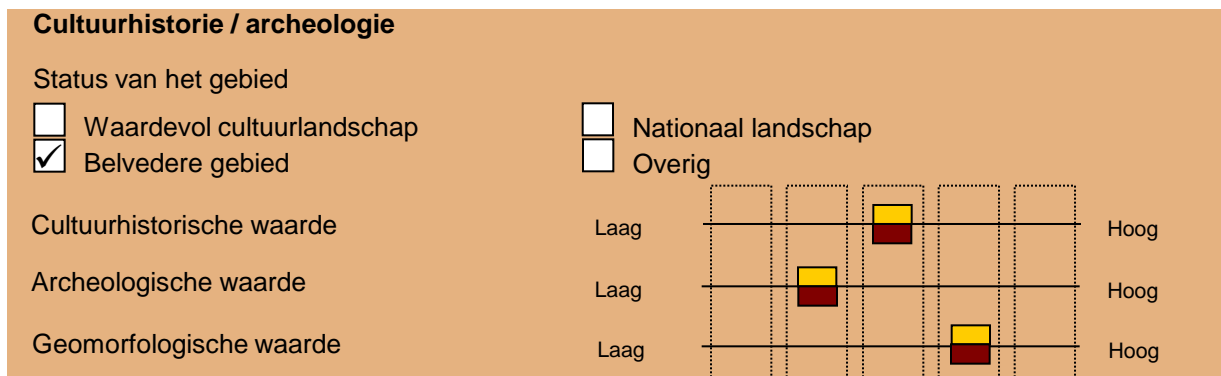 Cultuurhistorie / archeologie
Status van het gebied
Waardevol cultuurlandschap Nationaal landschap
✓ Belvedere gebied Overig
Cultuurhistorische waarde Laag Hoog
Archeologische waarde Laag Hoog
Geomorfologische waarde Laag Hoog